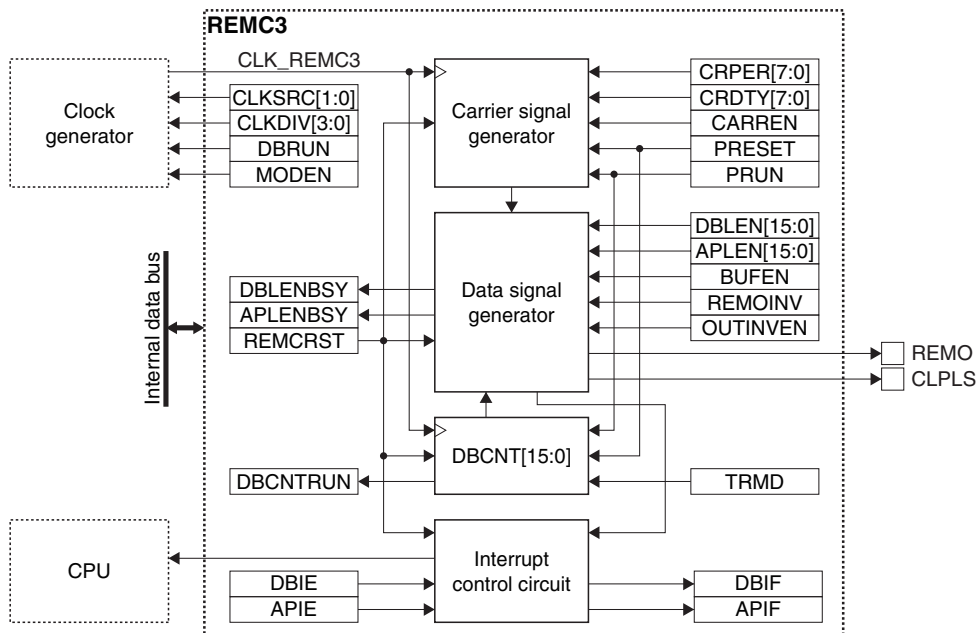 REMC3
CLK_REMC3
Clock
generator
CLKSRC[1:0]
CLKDIV[3:0]
DBRUN
MODEN
Carrier signal
generator
CRPER[7:0]
CRDTY[7:0]
CARREN
PRESET
PRUN
Internal data bus
DBLENBSY
APLENBSY
REMCRST
Data signal
generator
DBLEN[15:0]
APLEN[15:0]
BUFEN
REMOINV
OUTINVEN
REMO
CLPLS
DBCNTRUN
DBCNT[15:0]
TRMD
CPU
DBIE
APIE
Interrupt
control circuit
DBIF
APIF